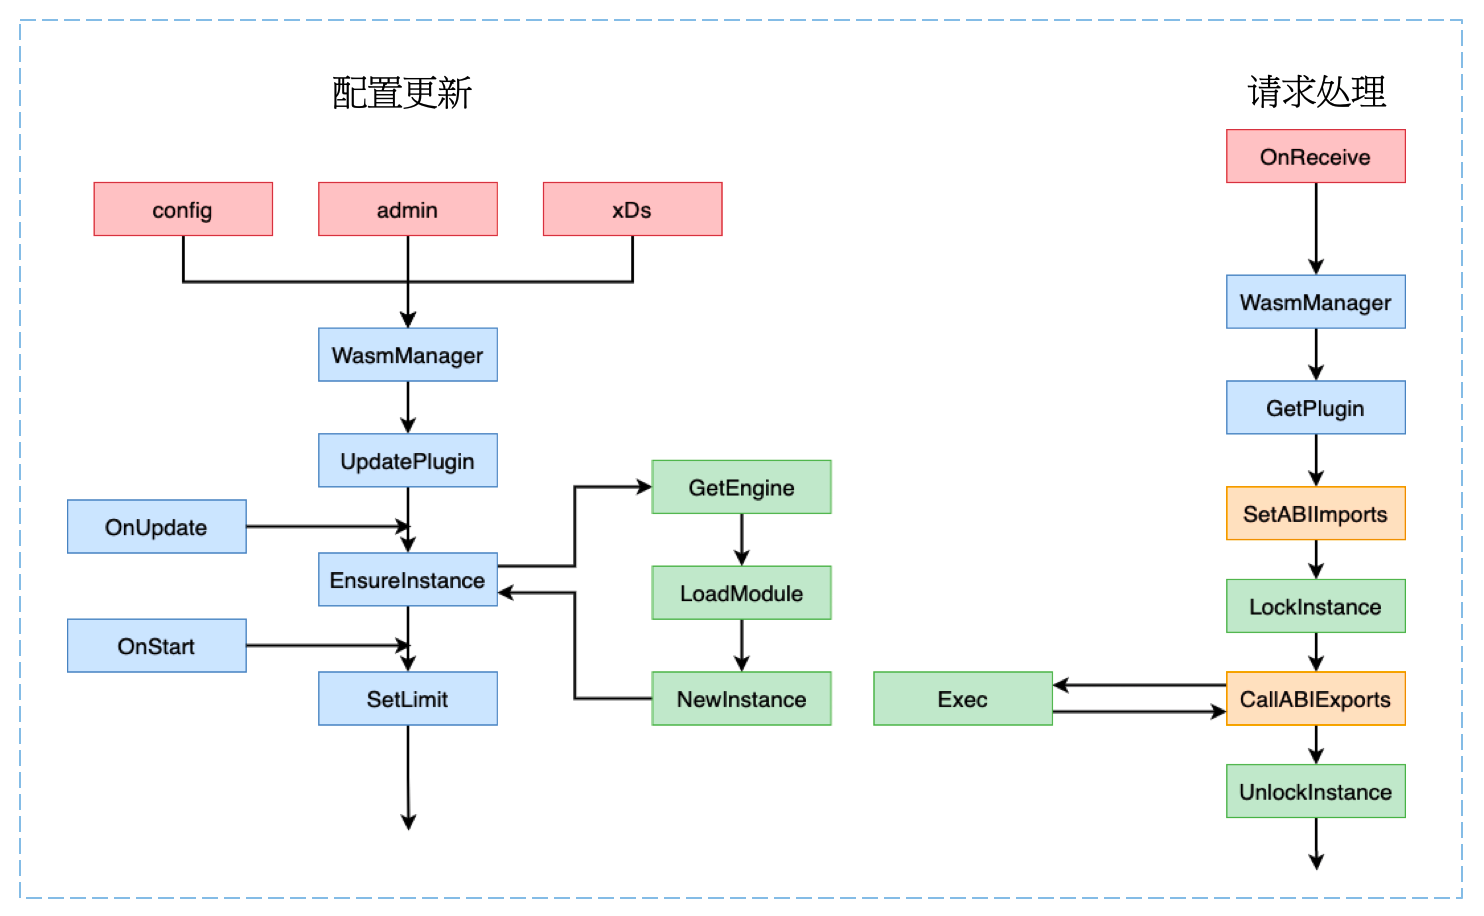 配置更新
config
admin
xDs
WasmManager
UpdatePlugin
OnUpdate
EnsureInstance
OnStart
SetLimit
GetEngine
LoadModule
NewInstance
请求处理
OnReceive
WasmManager
GetPlugin
SetABIImports
LockInstance
CallABIExports
Exec
UnlockInstance